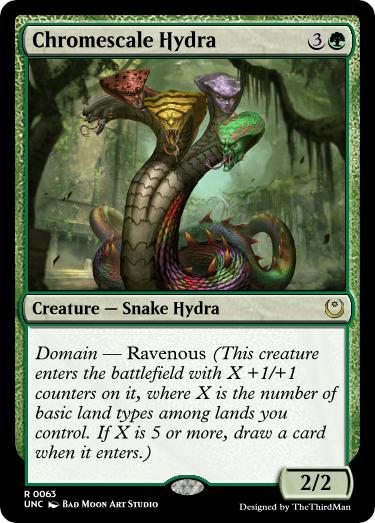 Chromescale Hydra 3
Creature — Snake Hydra
Domain — Ravenous (This creature
enters the battlefield with X +1/+1
counters on it, where X is the number of
basic land types among lands you
control. If X is 5 or more, draw a card
when it enters.)
2/2
R 0063
UNC BAD MOON ART STUDIO
Designed by TheThirdMan